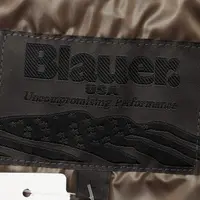 Blauer.
USA
Uncompromising Performance